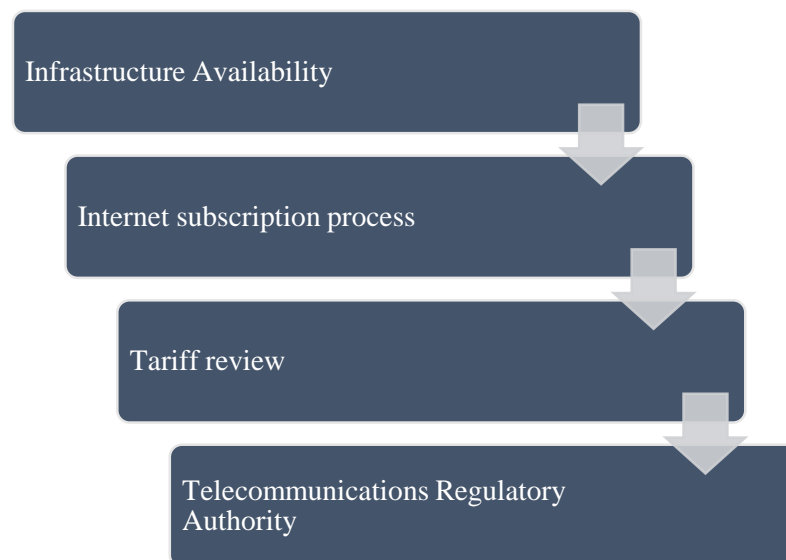 Infrastructure Availability
Internet subscription process
Tariff review
Telecommunications Regulatory
Authority